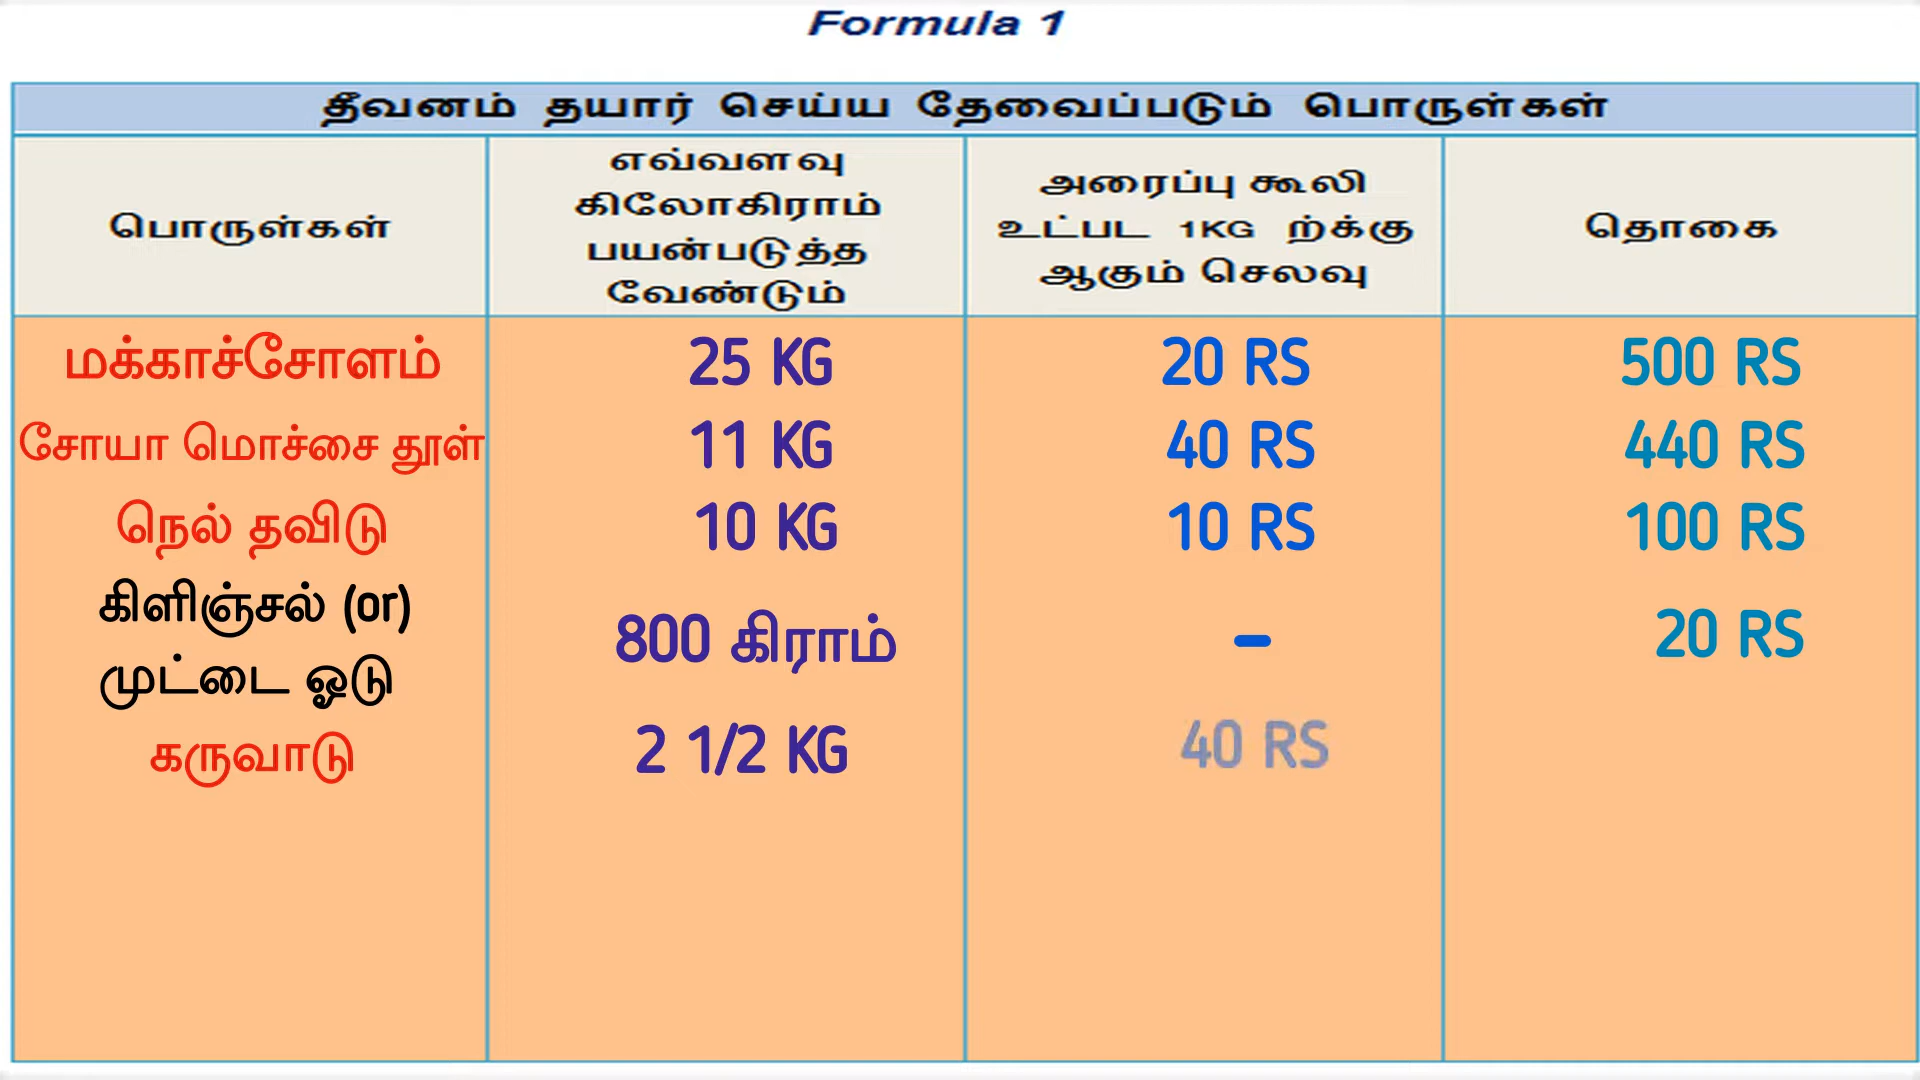 Formula 1
தீவனம் தயார் செய்ய தேவைப்படும் பொருள்கள்
பொருள்கள்
எவ்வளவு
கிலோகிராம்
பயன்படுத்த
வேண்டும்
அரைப்பு கூலி
உட்பட 1KG ற்க்கு
ஆகும் செலவு
தொகை
மக்காச்சோளம் 25 KG 20 RS 500 RS
சோயா மொச்சை தூள் 11 KG 40 RS 440 RS
நெல் தவிடு 10 KG 10 RS 100 RS
கிளிஞ்சல் (or)
முட்டை ஓடு
800 கிராம் - 20 RS
கருவாடு 2 1/2 KG 40 RS